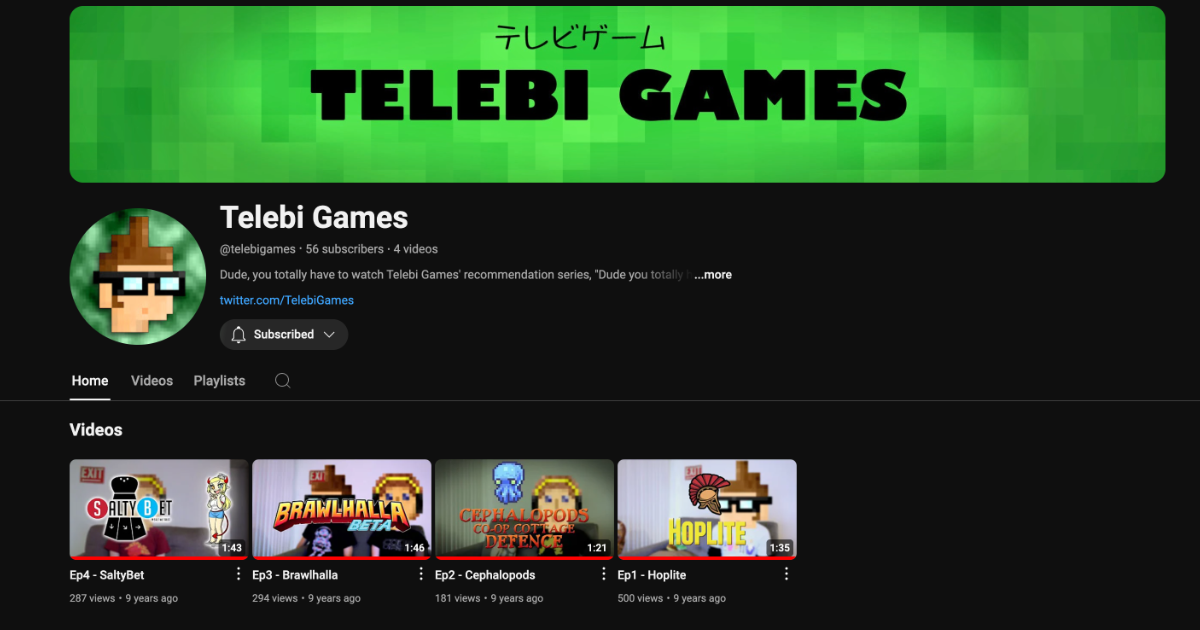 テレビゲーム
TELEBI GAMES
Telebi Games
@telebigames · 56 subscribers · 4 videos
Dude, you totally have to watch Telebi Games' recommendation series, "Dude you totally ...more
twitter.com/TelebiGames
Subscribed
Home Videos Playlists
Videos
EXIT
SALTYBET
1:43
EXIT
BRAWLHALLA
BETA
1:46
CEPHALOPODS
CO-OP COTTAGE
DEFENCE
1:21
EXIT
HOPLITE
1:35
Ep4 - SaltyBet
287 views • 9 years ago
Ep3 - Brawlhalla
294 views • 9 years ago
Ep2 - Cephalopods
181 views • 9 years ago
Ep1 - Hoplite
500 views • 9 years ago